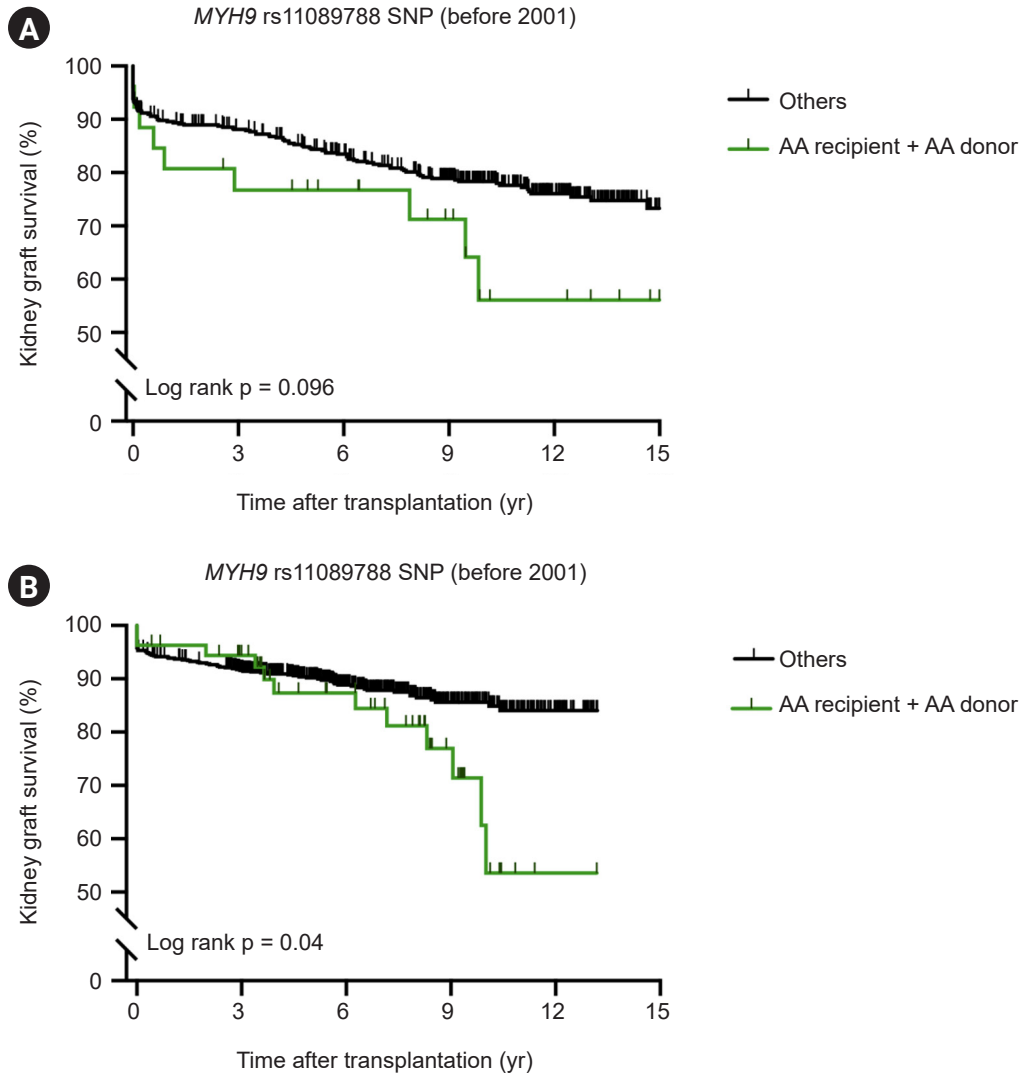 A
MYH9 rs11089788 SNP (before 2001)
Kidney graft survival (%)
100
90
80
70
60
50
0
Log rank p = 0.096
0 3 6 9 12 15
Time after transplantation (yr)
Others
AA recipient + AA donor
B
MYH9 rs11089788 SNP (before 2001)
Kidney graft survival (%)
100
90
80
70
60
50
0
Log rank p = 0.04
0 3 6 9 12 15
Time after transplantation (yr)
Others
AA recipient + AA donor